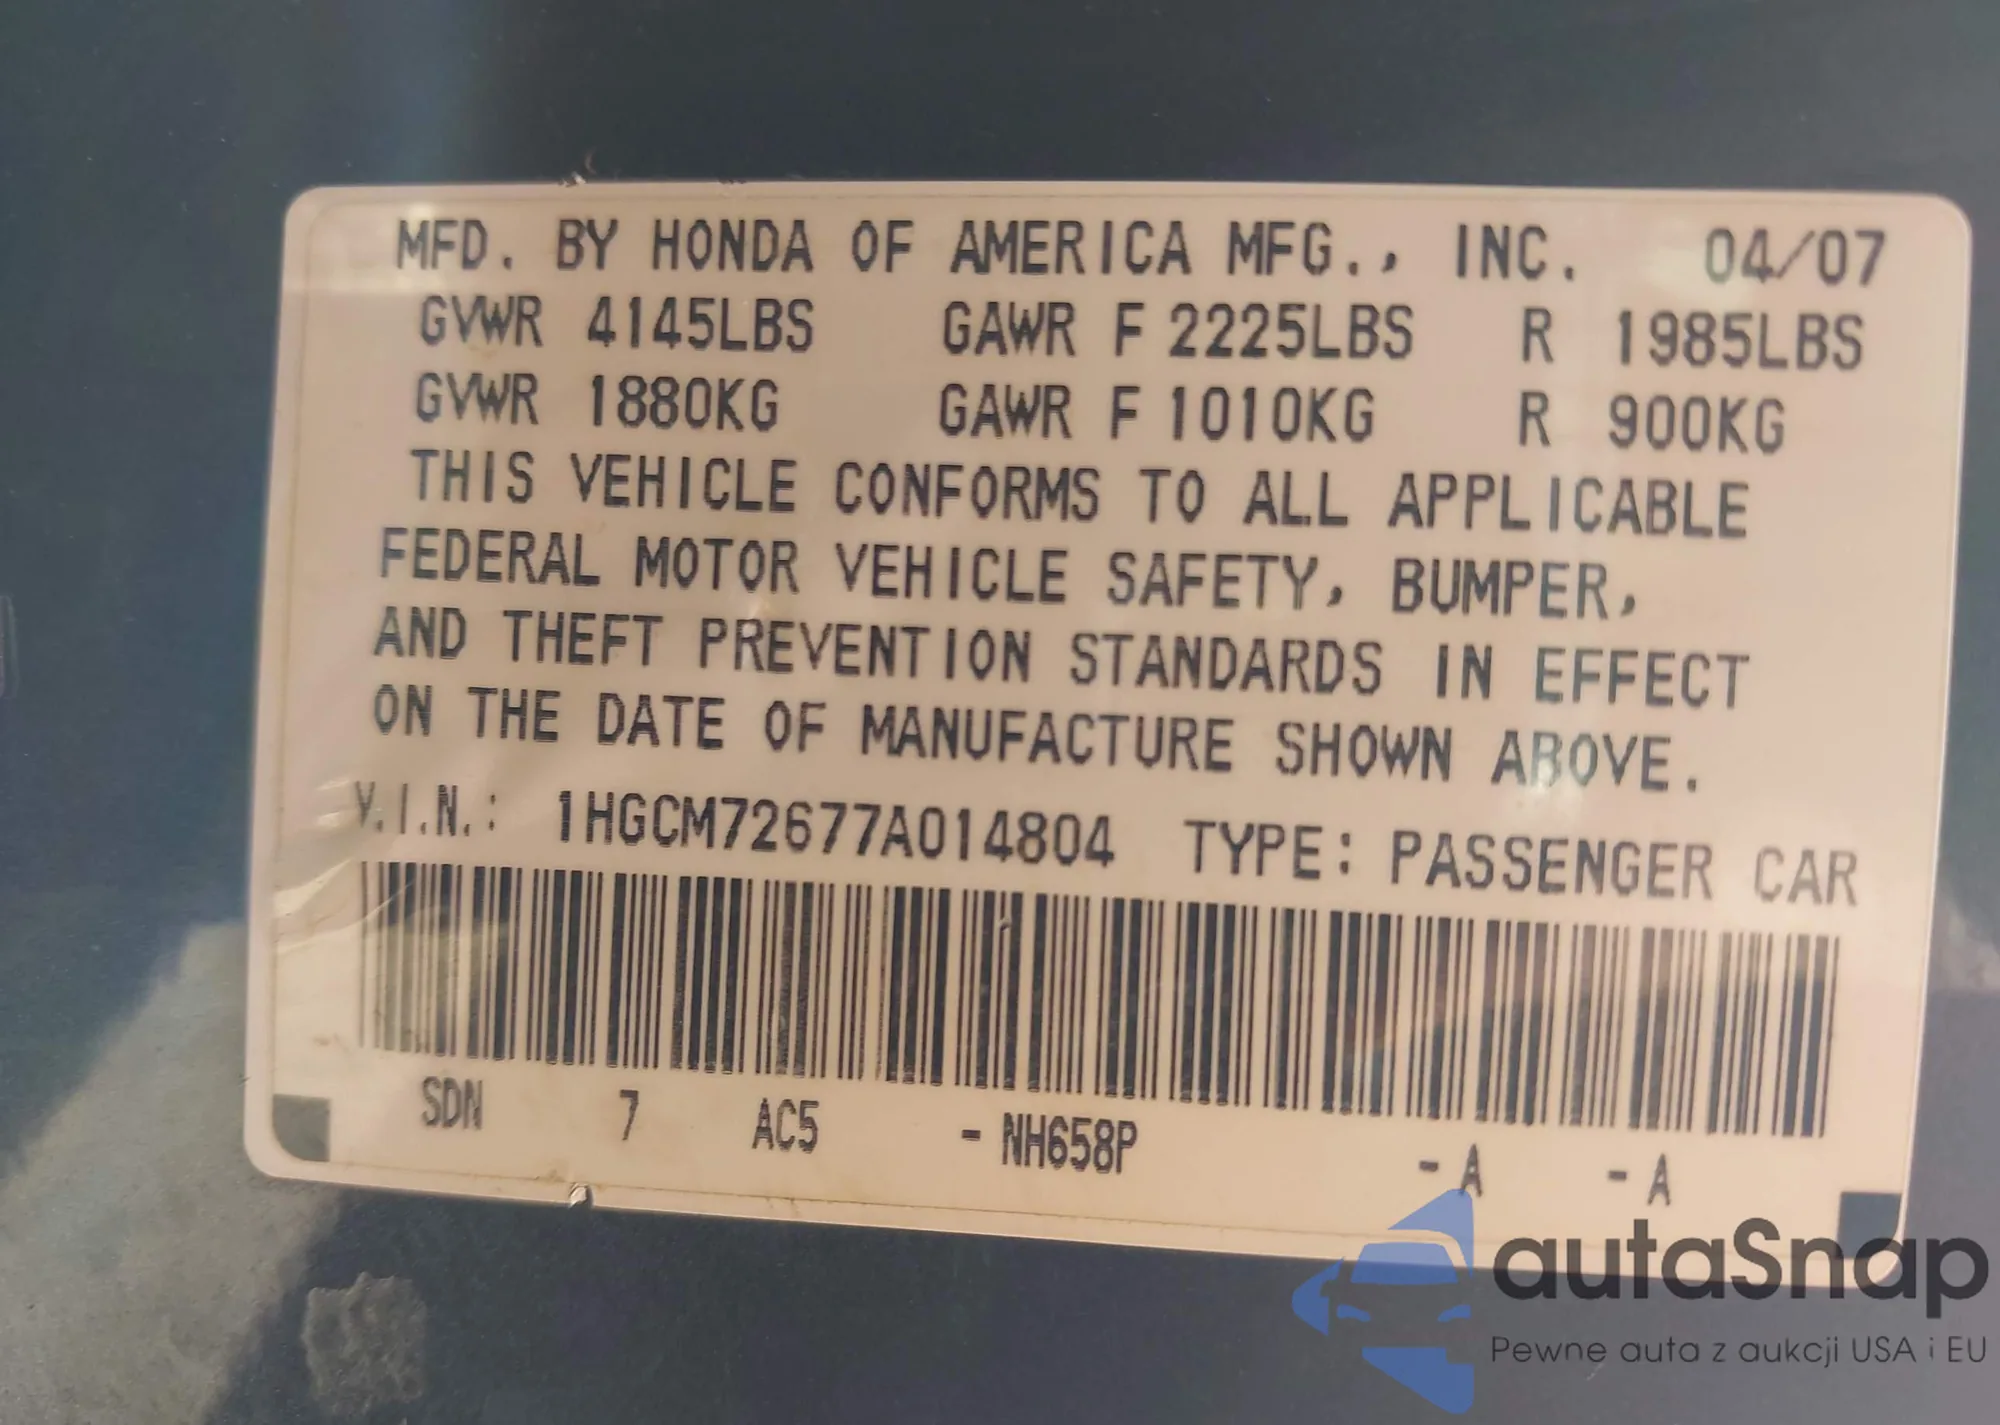 MFD. BY HONDA OF AMERICA MFG., INC. 04/07
GVWR 4145LBS GAWR F 2225LBS R 1985LBS
GVWR 1880KG GAWR F 1010KG R 900KG
THIS VEHICLE CONFORMS TO ALL APPLICABLE
FEDERAL MOTOR VEHICLE SAFETY, BUMPER,
AND THEFT PREVENTION STANDARDS IN EFFECT
ON THE DATE OF MANUFACTURE SHOWN ABOVE.
V.I.N.: 1HGCM72677A014804 TYPE: PASSENGER CAR
SDN 7 AC5 - NH658P - A - A
autaSnap
Pewne auta z aukcji USA i EU